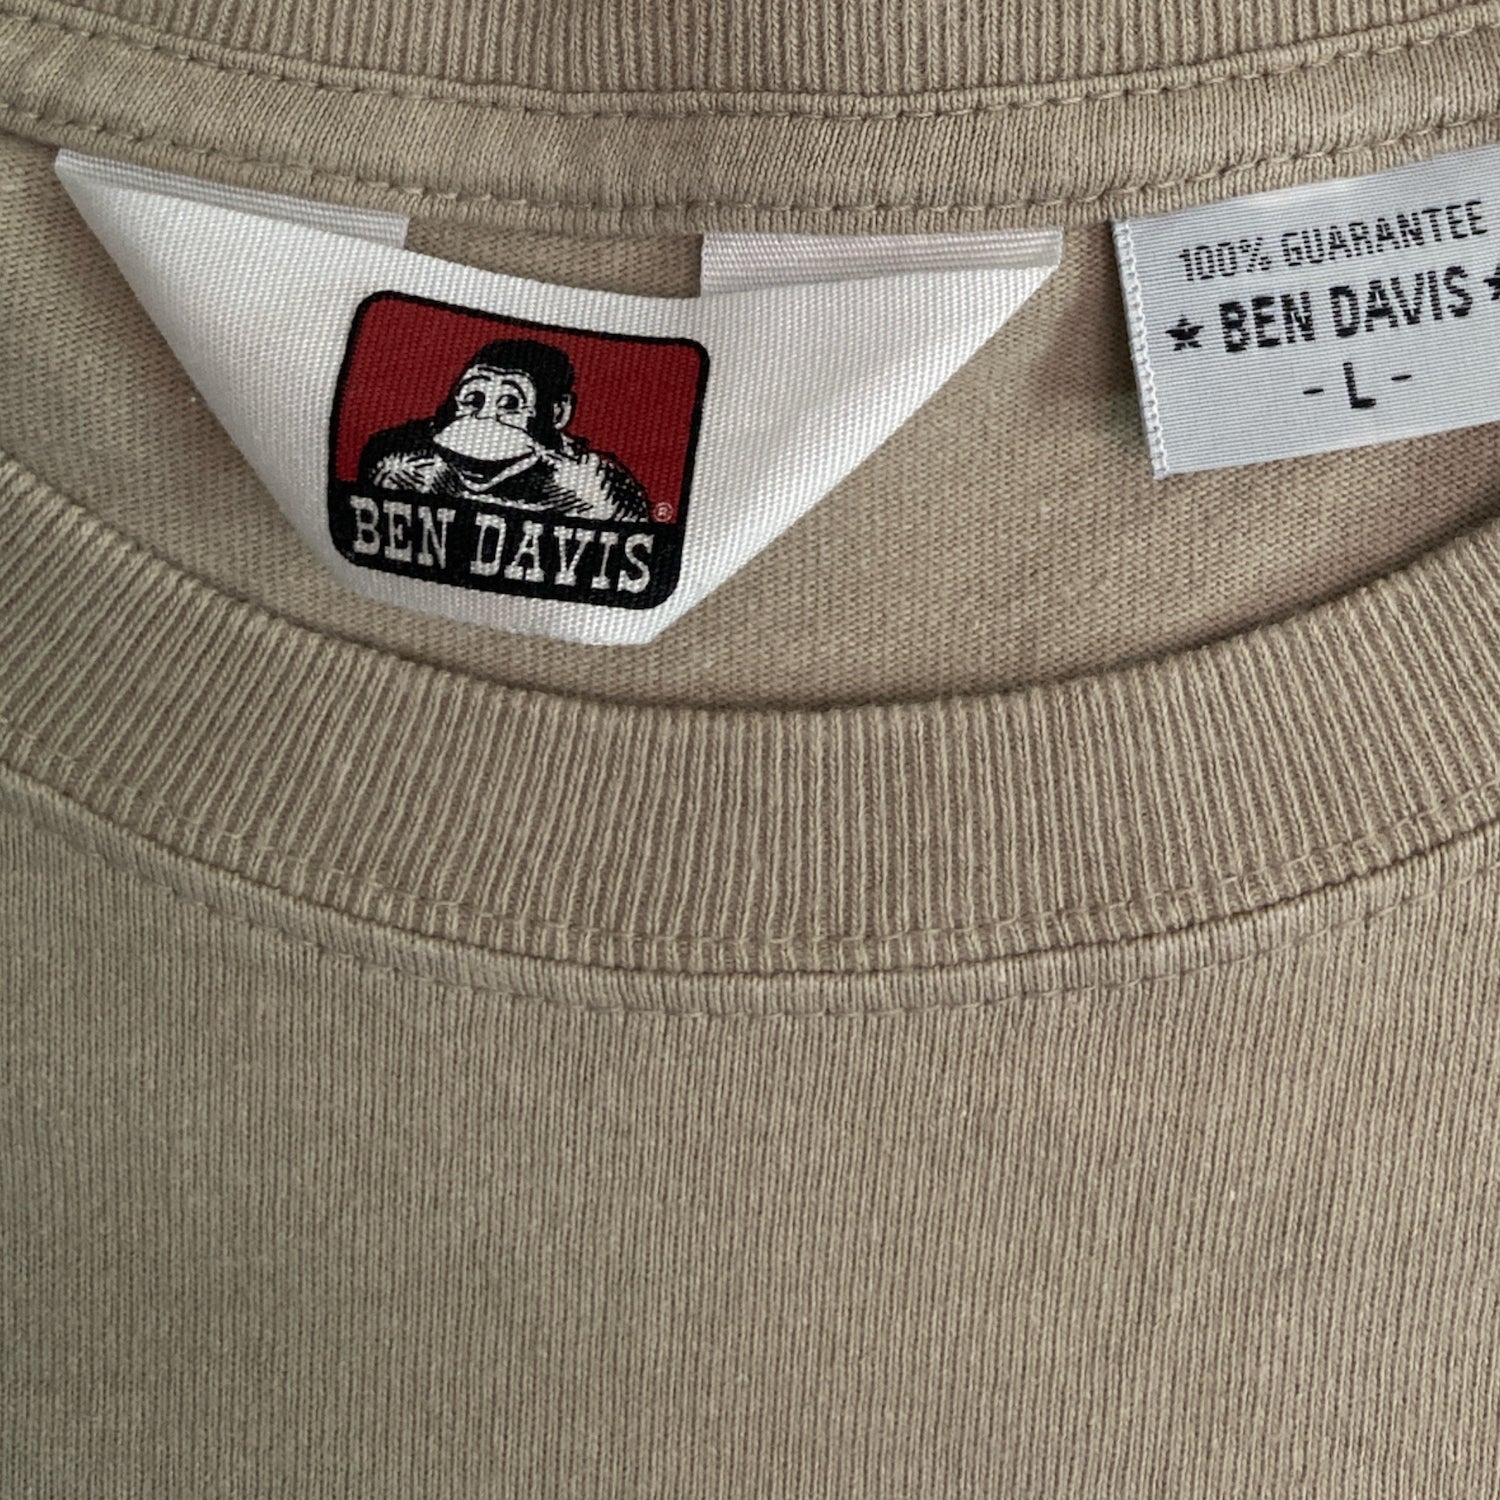 BEN DAVIS
®
100% GUARANTEE
★ BEN DAVIS ★
- L -